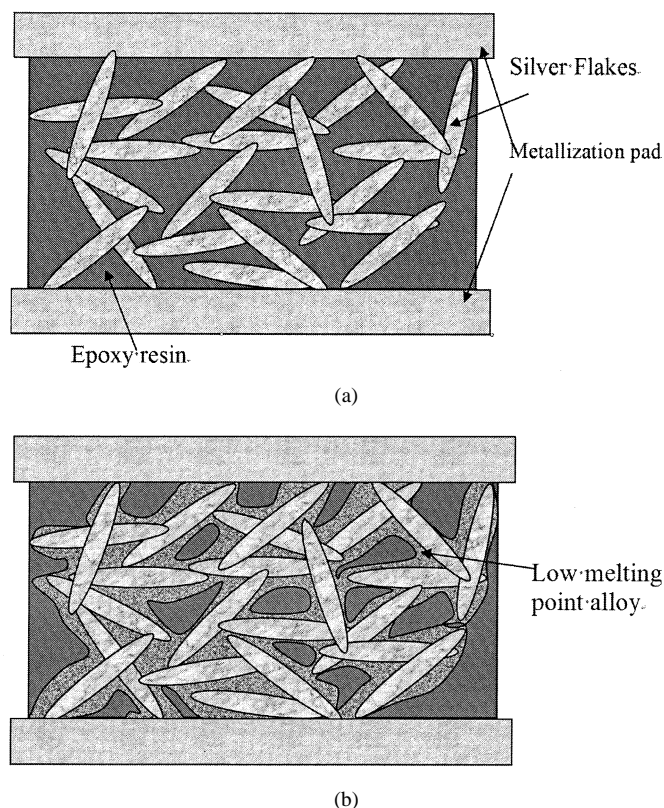 Silver Flakes
Metallization pad
Epoxy resin
(a)
Low melting
point alloy
(b)